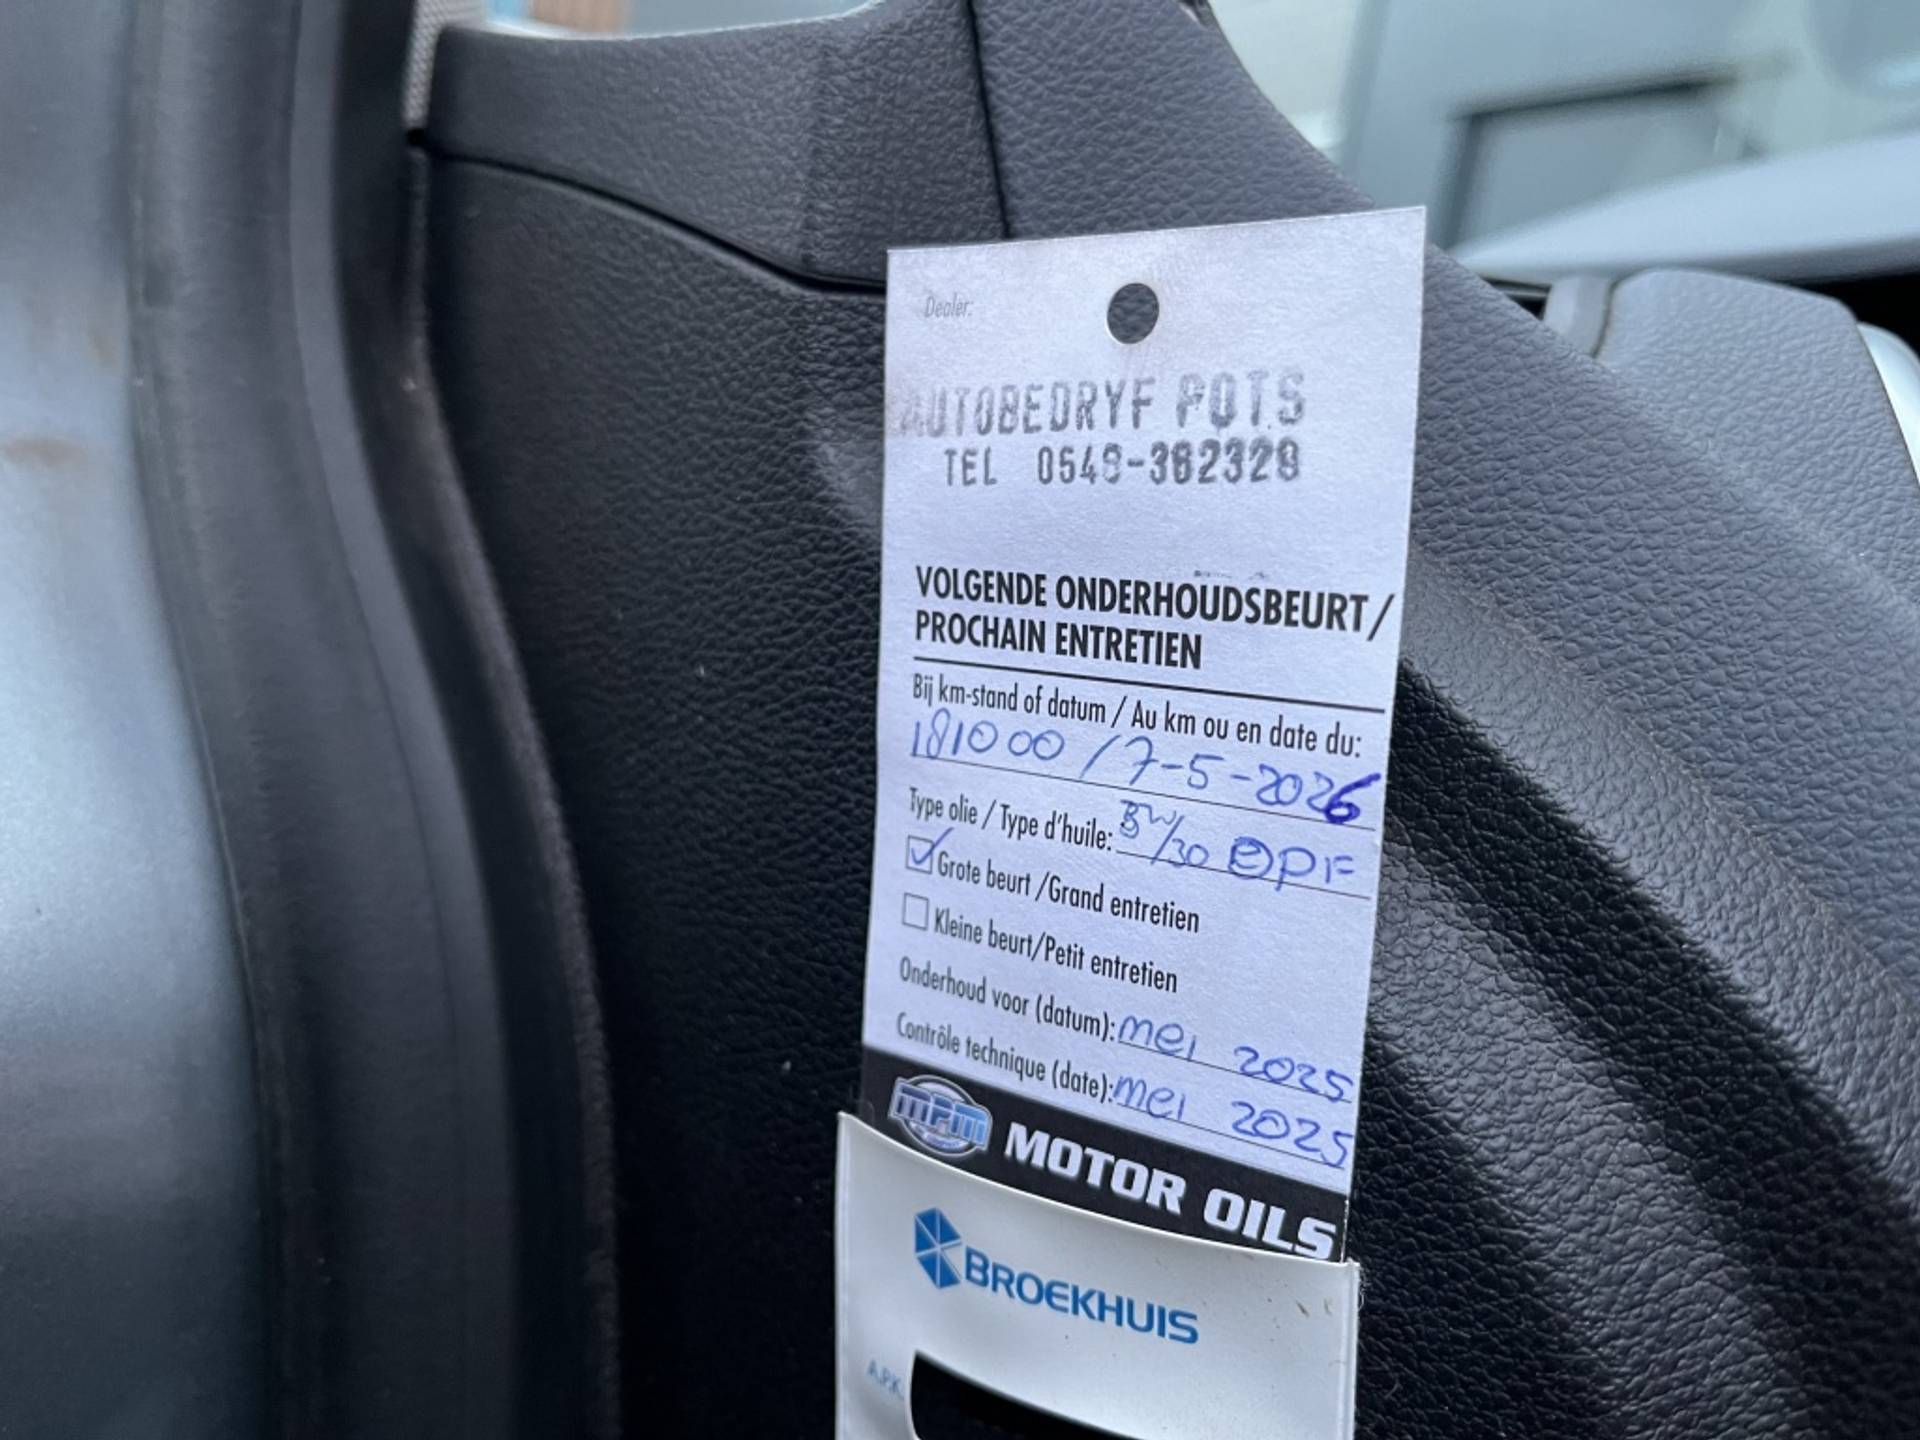 Dealer:
AUTOBEDRYF POTS
TEL 0548-362328
VOLGENDE ONDERHOUDSBEURT/
PROCHAIN ENTRETIEN
Bij km-stand of datum / Au km ou en date du:
181000 / 7-5-2026
Type olie / Type d'huile: 5W/30 DPF
Grote beurt /Grand entretien
Kleine beurt/Petit entretien
Onderhoud voor (datum): mei 2025
Contrôle technique (date): mei 2025
MPM MOTOR OILS
BROEKHUIS
A.P.K.